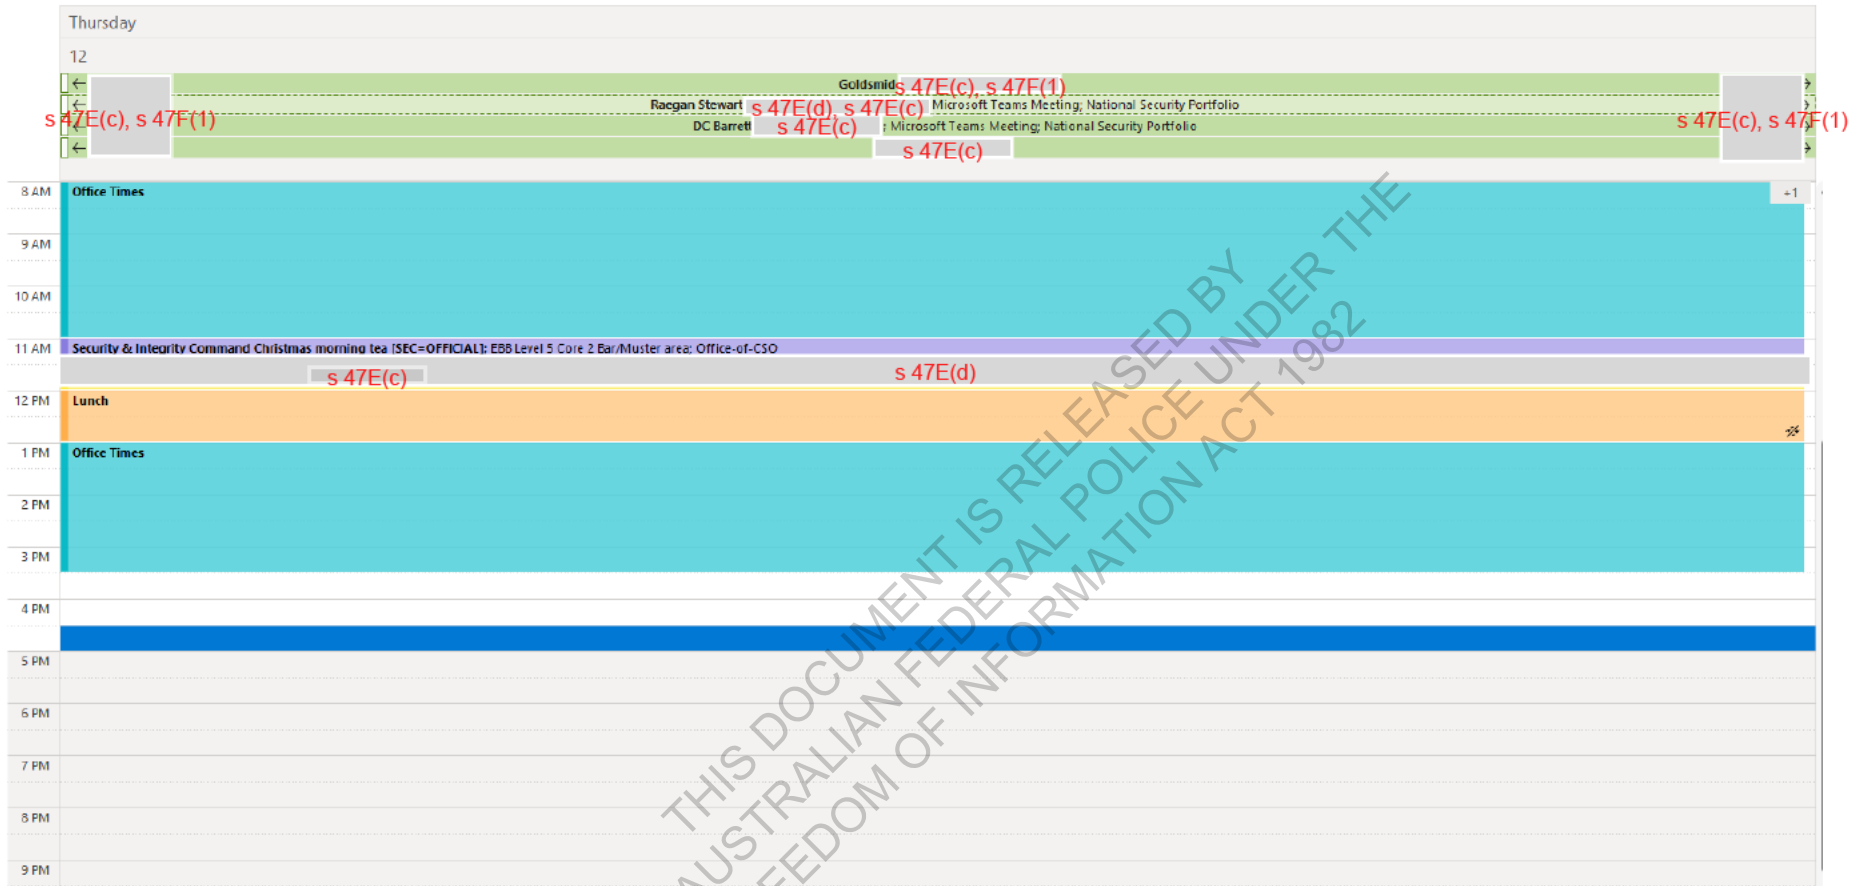 Thursday
12
Goldsmid s 47E(c), s 47F(1)
Raegan Stewart s 47E(d), s 47E(c) Microsoft Teams Meeting; National Security Portfolio
s 47E(c), s 47F(1)
DC Barrett s 47E(c) ; Microsoft Teams Meeting; National Security Portfolio
s 47E(c), s 47F(1)
s 47E(c)
8 AM Office Times +1
9 AM
10 AM
11 AM Security & Integrity Command Christmas morning tea [SEC=OFFICIAL]; EBB Level 5 Core 2 Bar/Muster area; Office-of-CSO
s 47E(c) s 47E(d)
12 PM Lunch
1 PM Office Times
2 PM
3 PM
4 PM
5 PM
6 PM
7 PM
8 PM
9 PM
THIS DOCUMENT IS RELEASED BY
AUSTRALIAN FEDERAL POLICE UNDER THE
FREEDOM OF INFORMATION ACT 1982